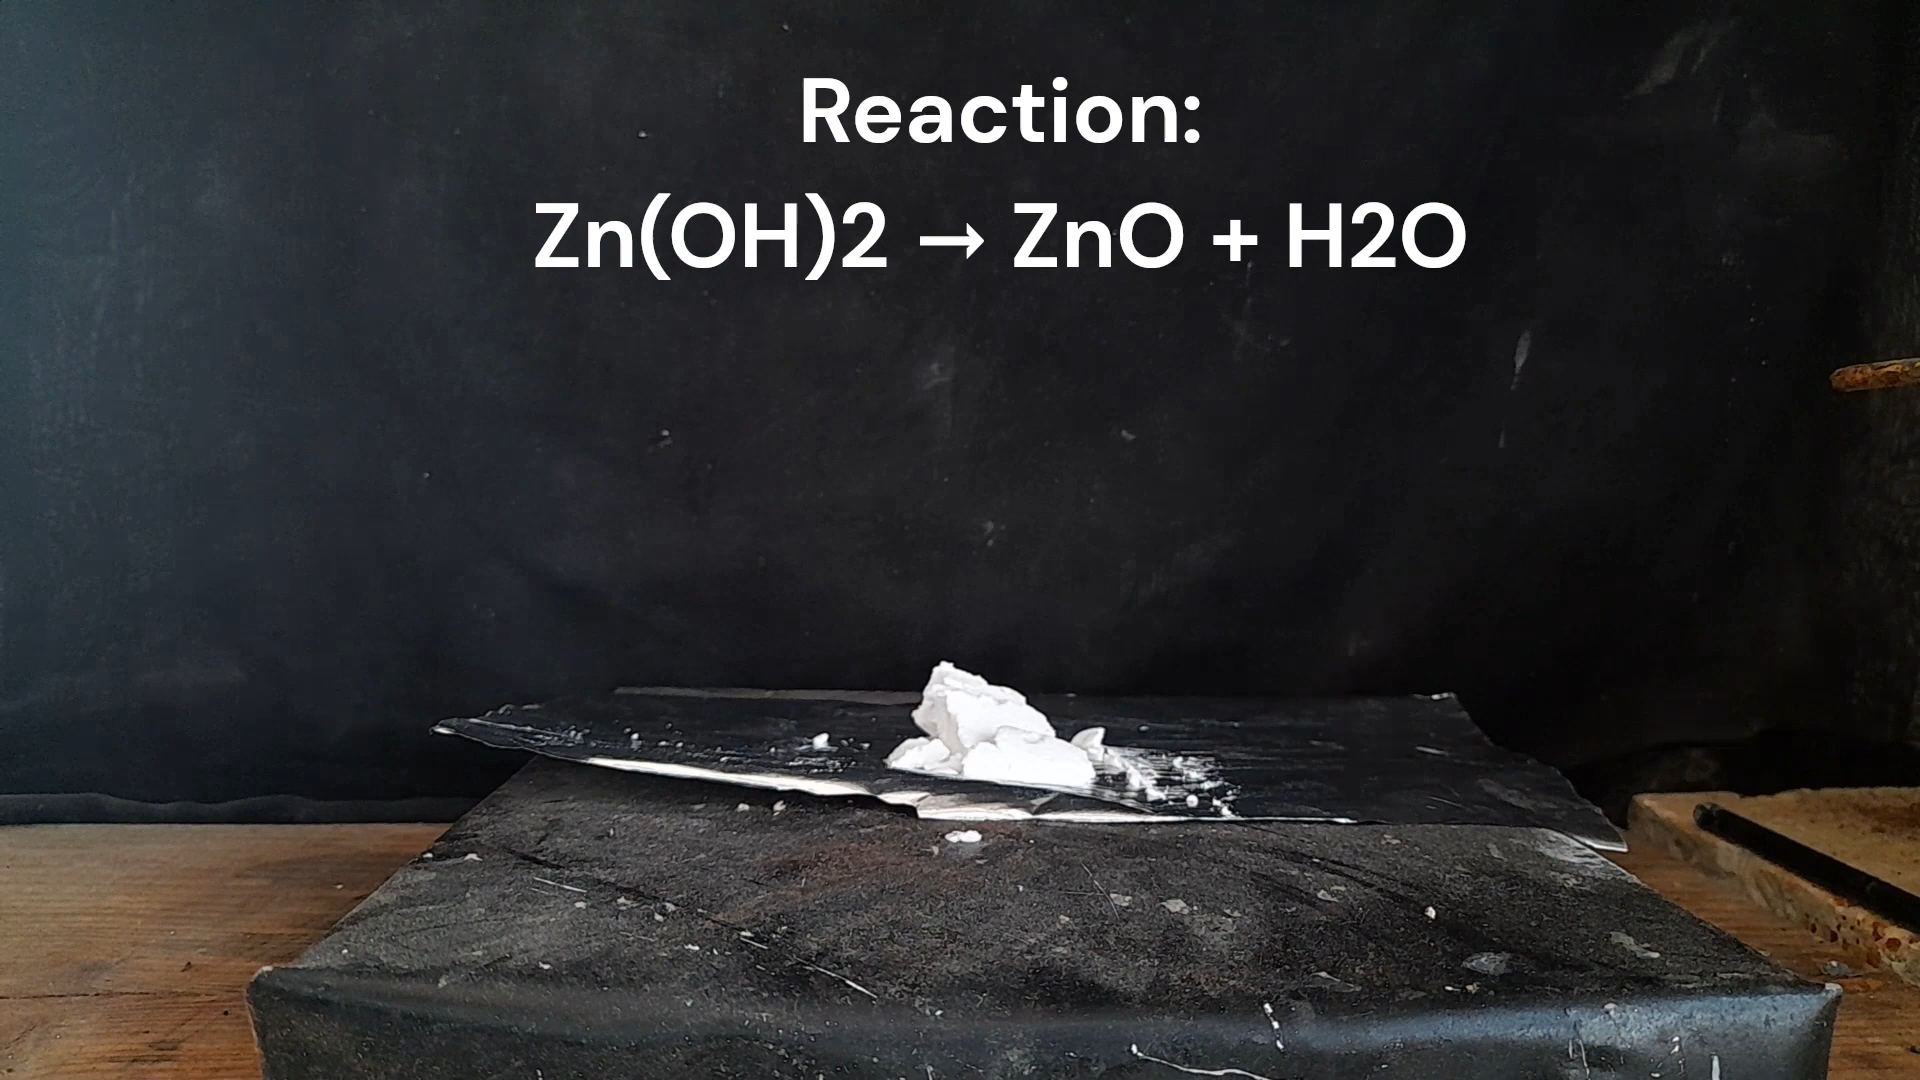 Reaction:
Zn(OH)2 → ZnO + H2O